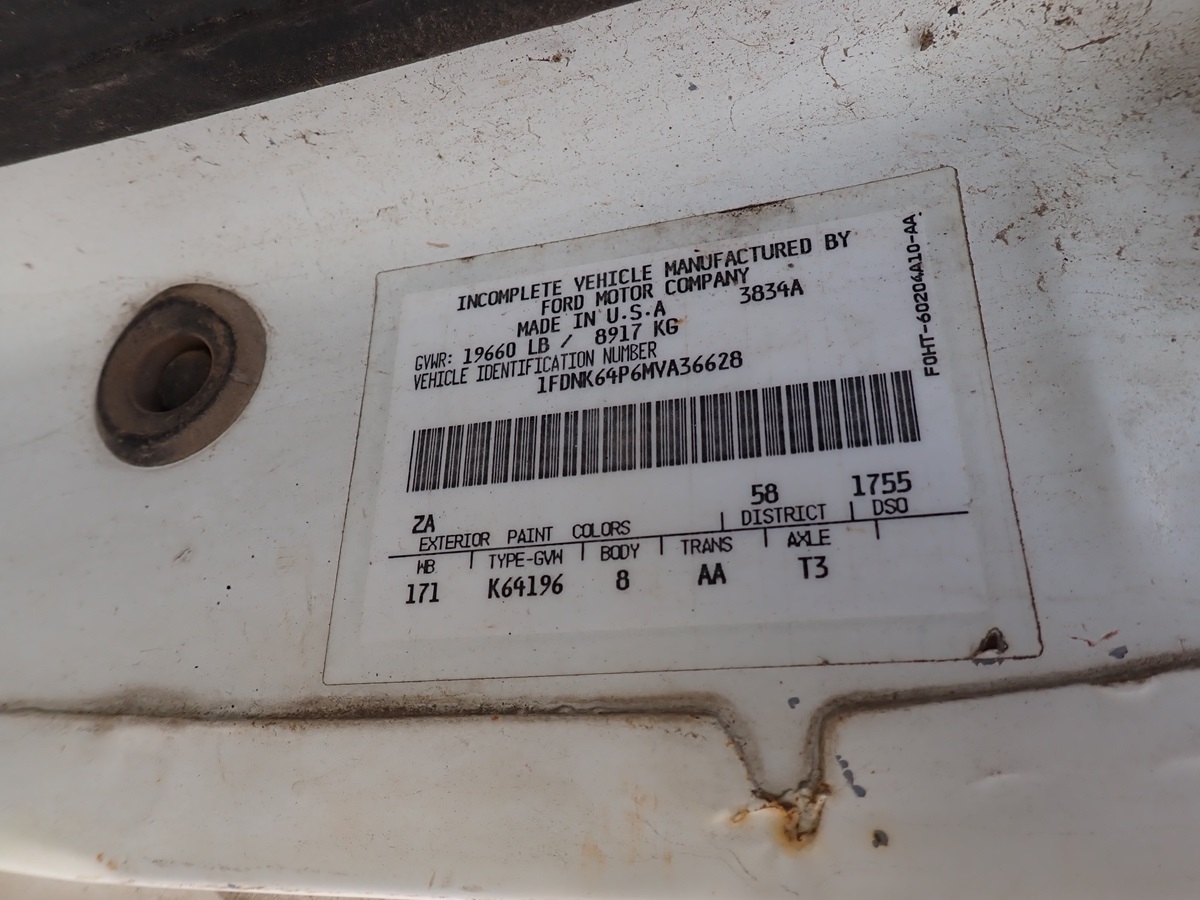 INCOMPLETE VEHICLE MANUFACTURED BY
FORD MOTOR COMPANY
MADE IN U.S.A 3834A
GVWR: 19660 LB / 8917 KG
VEHICLE IDENTIFICATION NUMBER
1FDNK64P6MVA36628
F0HT-60204A10-AA.
ZA 58 1755
EXTERIOR PAINT COLORS DISTRICT DSO
WB TYPE-GVW BODY TRANS AXLE
171 K64196 8 AA T3